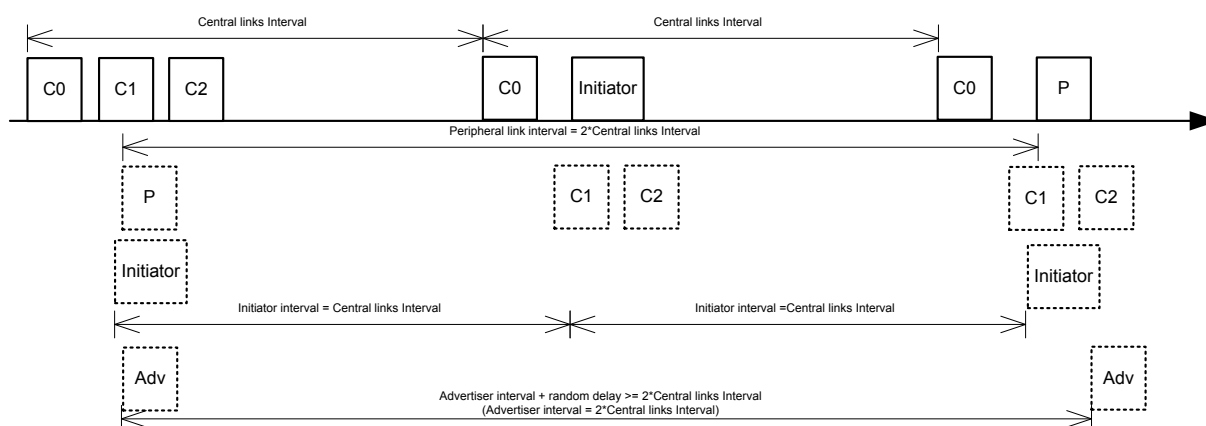 Central links Interval
Central links Interval
C0
C1
C2
C0
Initiator
C0
P
Peripheral link interval = 2*Central links Interval
P
C1
C2
C1
C2
Initiator
Initiator
Initiator interval = Central links Interval
Initiator interval =Central links Interval
Adv
Adv
Advertiser interval + random delay >= 2*Central links Interval
(Advertiser interval = 2*Central links Interval)